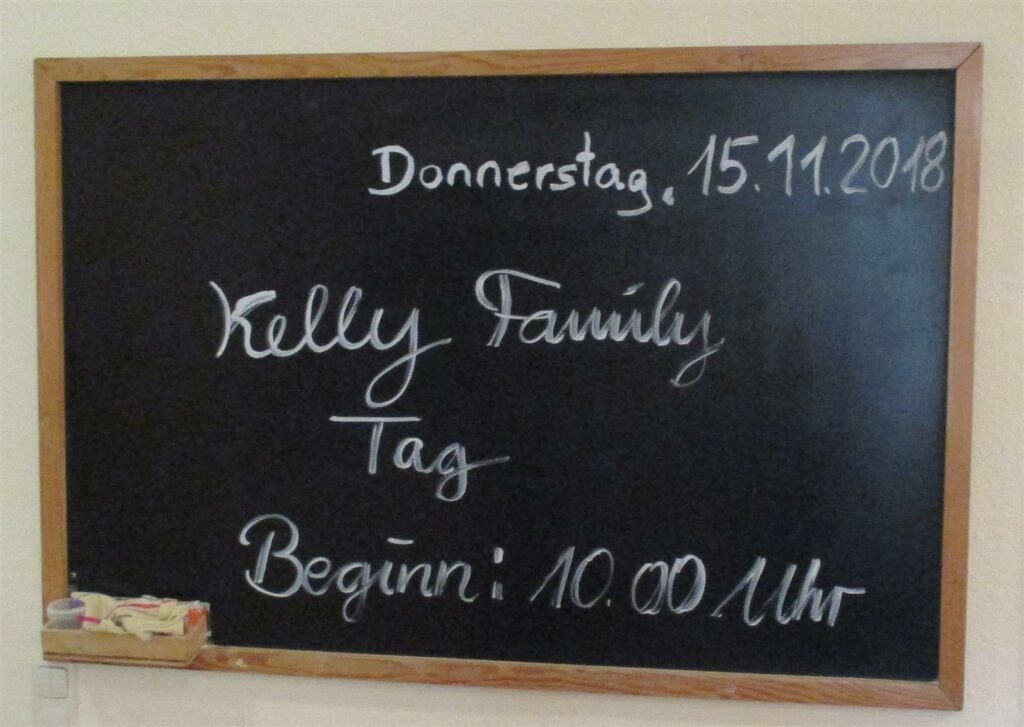 Donnerstag, 15.11.2018
Kelly Family
Tag
Beginn: 10.00 Uhr